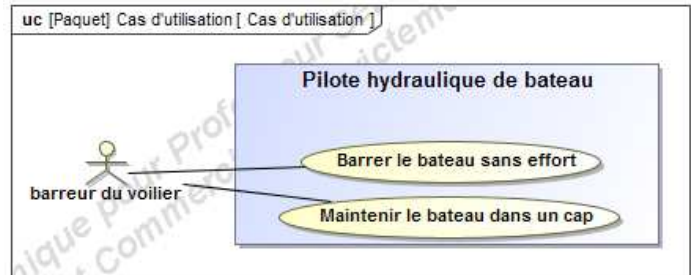 uc [Paquet] Cas d'utilisation [ Cas d'utilisation ]
Pilote hydraulique de bateau
Barrer le bateau sans effort
barreur du voilier
Maintenir le bateau dans un cap